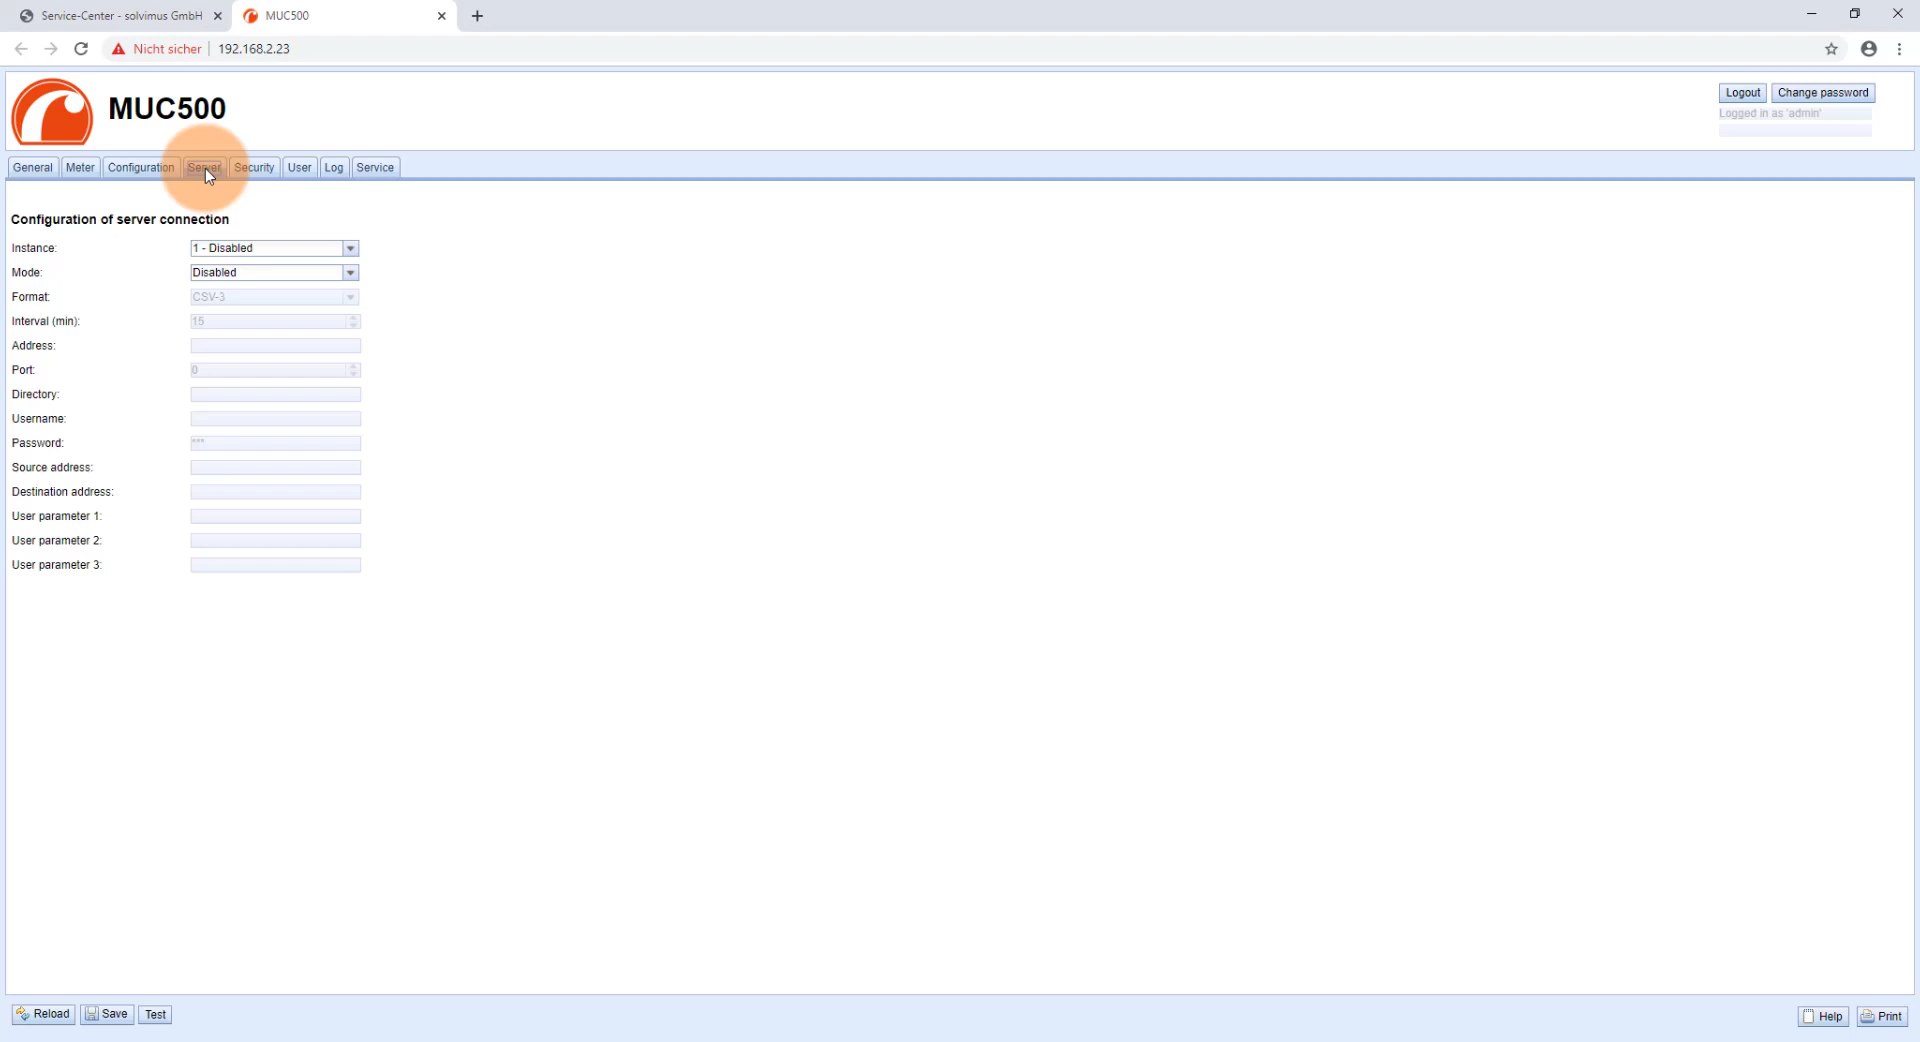 Service-Center - solvimus GmbH
MUC500
Nicht sicher 192.168.2.23
MUC500
Logout Change password
Logged in as 'admin'
General Meter Configuration Server Security User Log Service
Configuration of server connection
Instance: 1 - Disabled
Mode: Disabled
Format: CSV-3
Interval (min): 15
Address:
Port: 0
Directory:
Username:
Password: ***
Source address:
Destination address:
User parameter 1:
User parameter 2:
User parameter 3:
Reload Save Test Help Print